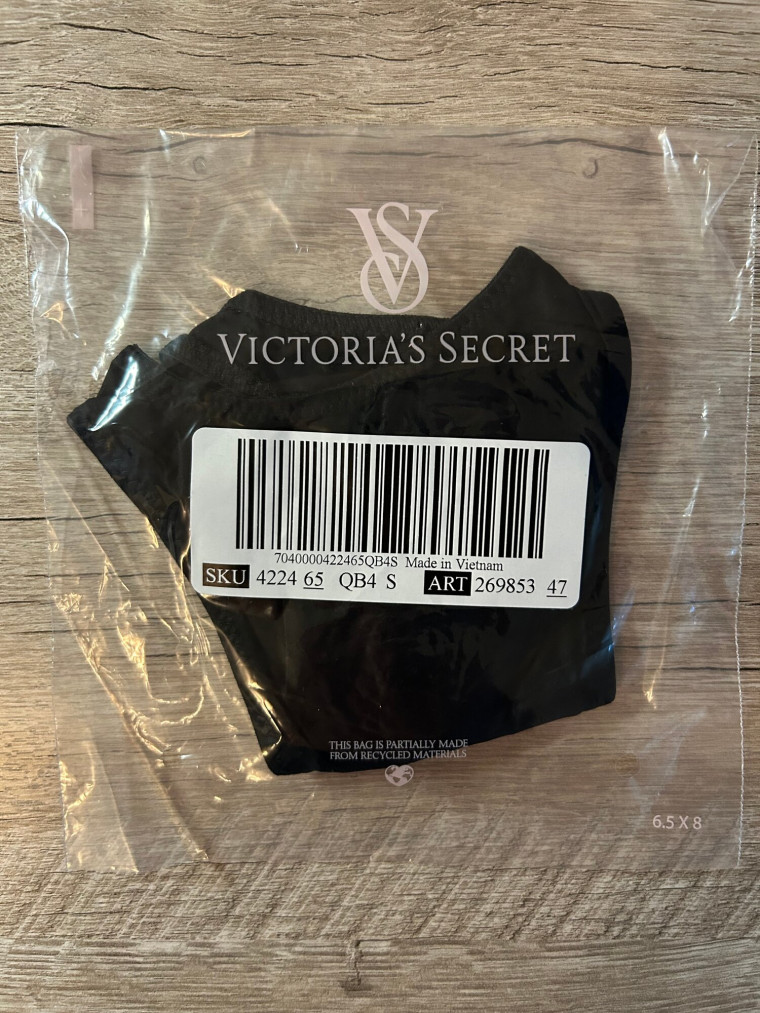 VS
VICTORIA'S SECRET
7040000422465QB4S Made in Vietnam
SKU 4224 65 QB4 S ART 269853 47
THIS BAG IS PARTIALLY MADE
FROM RECYCLED MATERIALS
6.5 X 8